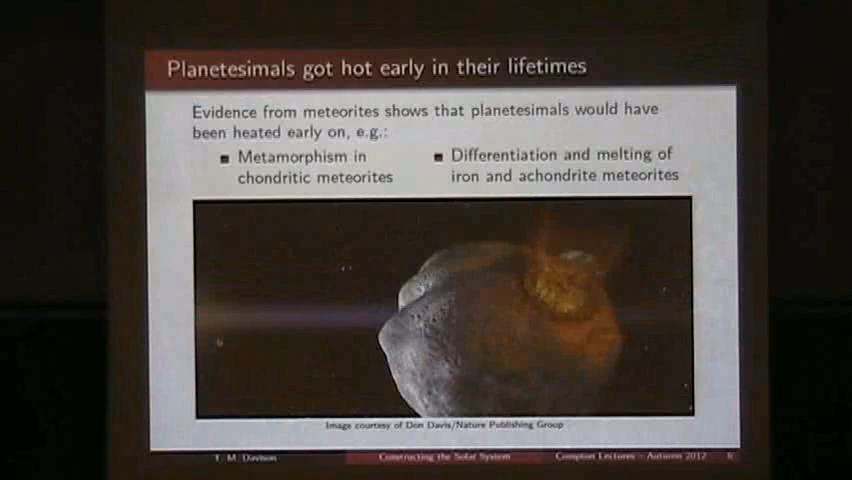 Planetesimals got hot early in their lifetimes
Evidence from meteorites shows that planetesimals would have
been heated early on, e.g.:
Metamorphism in
chondritic meteorites
Differentiation and melting of
iron and achondrite meteorites
Image courtesy of Don Davis/Nature Publishing Group
T. M. Davison Constructing the Solar System Compton Lectures – Autumn 2012